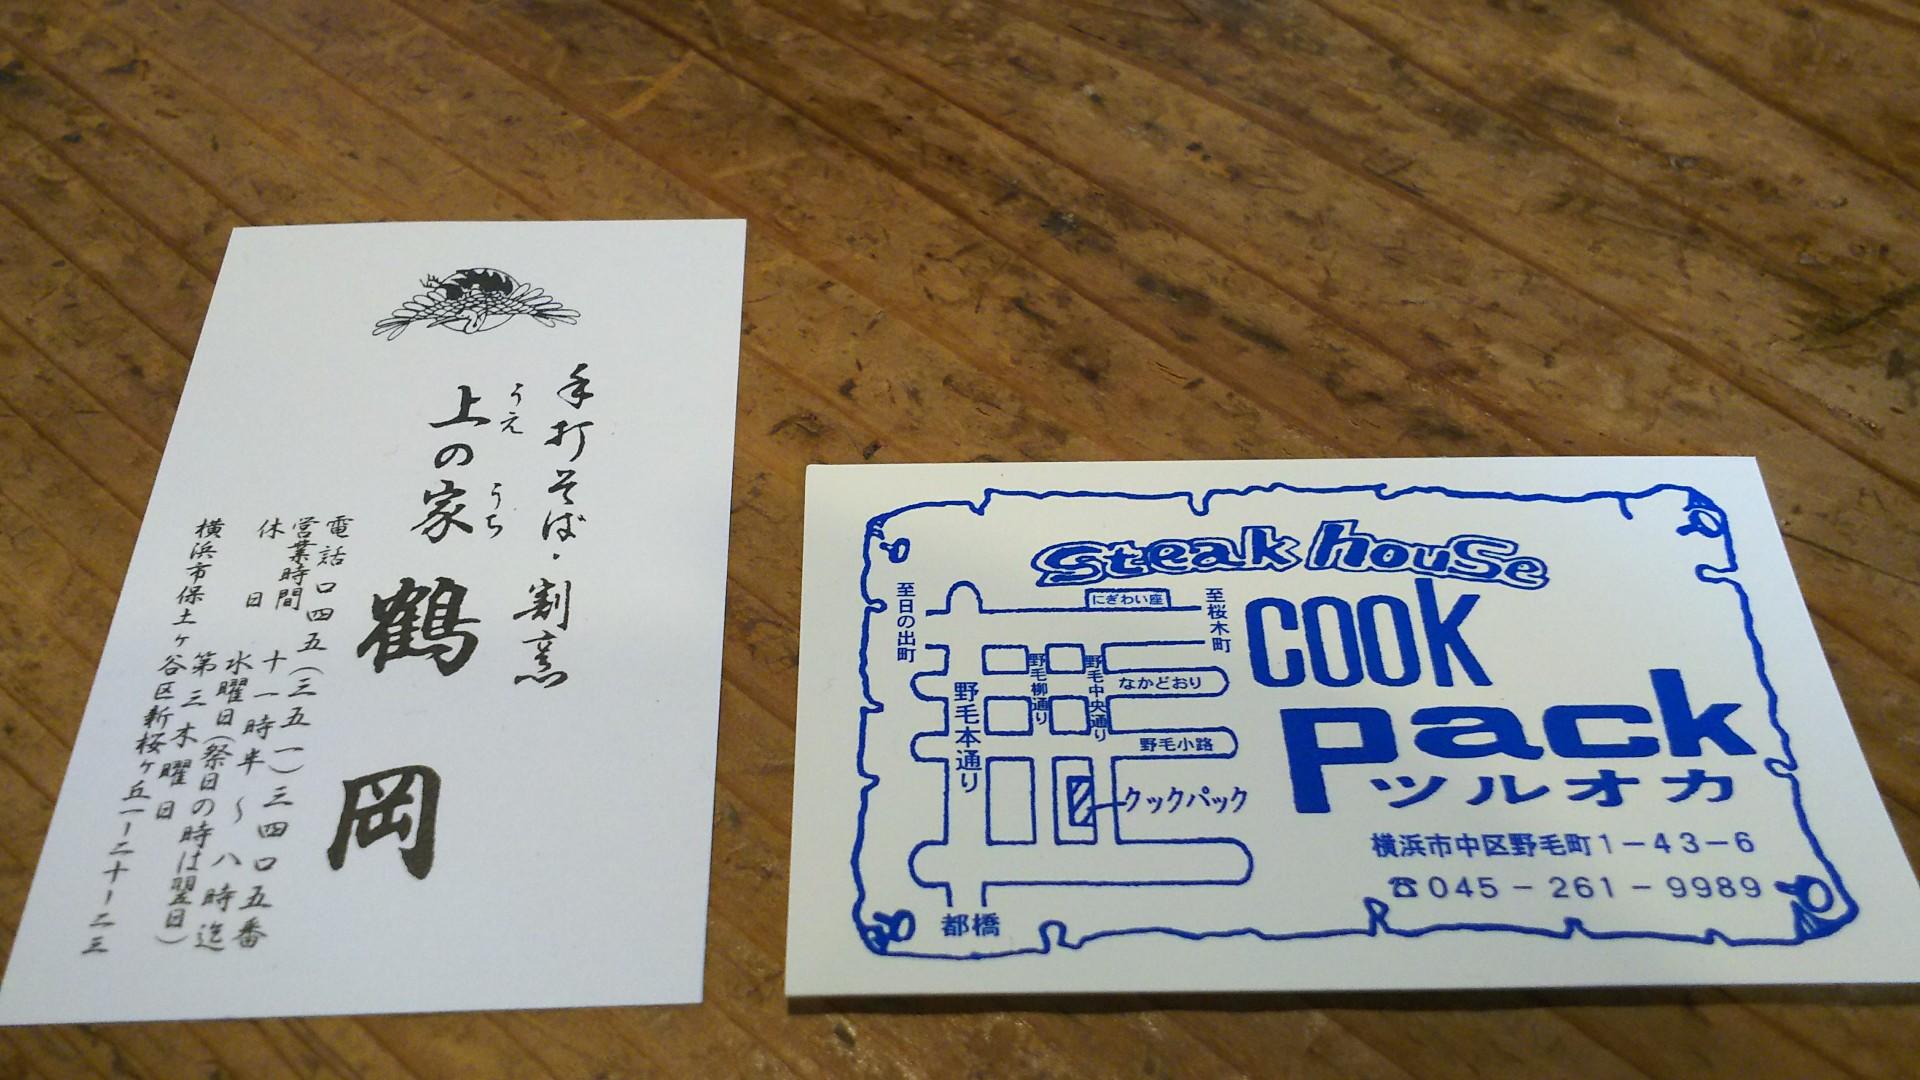 手打そば・割烹
うえ うち
上の家
鶴岡
電話 〇四五(三五一)三四〇五番
営業時間 十一時半〜八時迄
休日 水曜日(祭日の時は翌日)
第三木曜日
横浜市保土ヶ谷区新桜ヶ丘一ー二十ー二三
steak house
cook
pack
ツルオカ
横浜市中区野毛町1-43-6
☎045-261-9989
至日の出町
にぎわい座
至桜木町
野毛本通り
野毛柳通り
野毛中央通り
なかどおり
野毛小路
クックパック
都橋